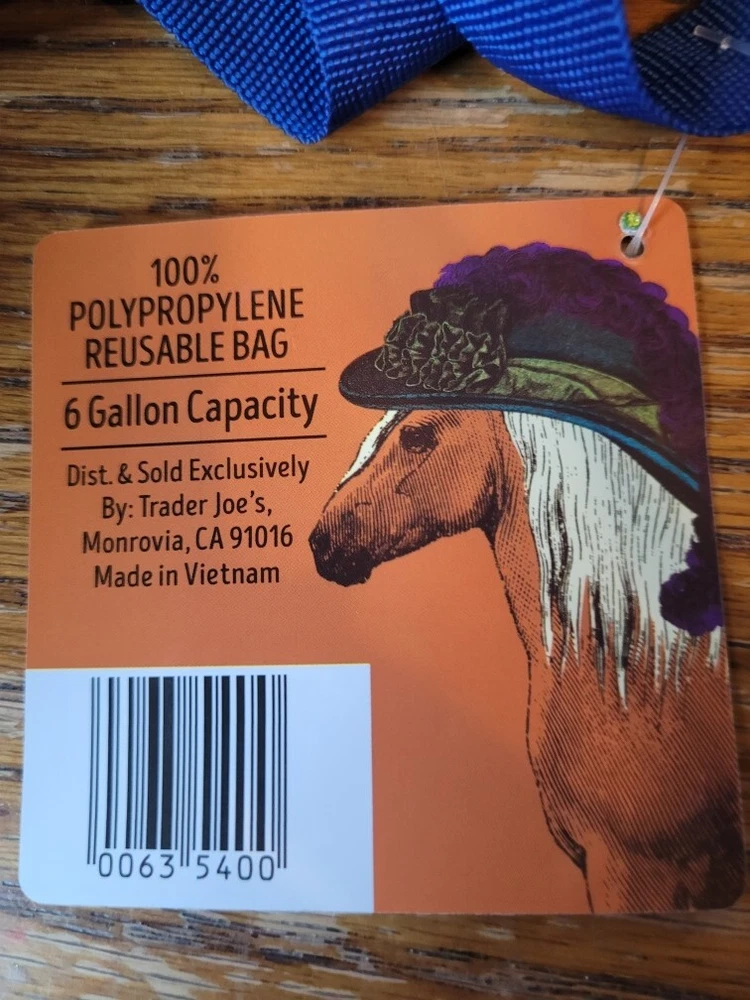 100%
POLYPROPYLENE
REUSABLE BAG
6 Gallon Capacity
Dist. & Sold Exclusively
By: Trader Joe's,
Monrovia, CA 91016
Made in Vietnam
0063 5400